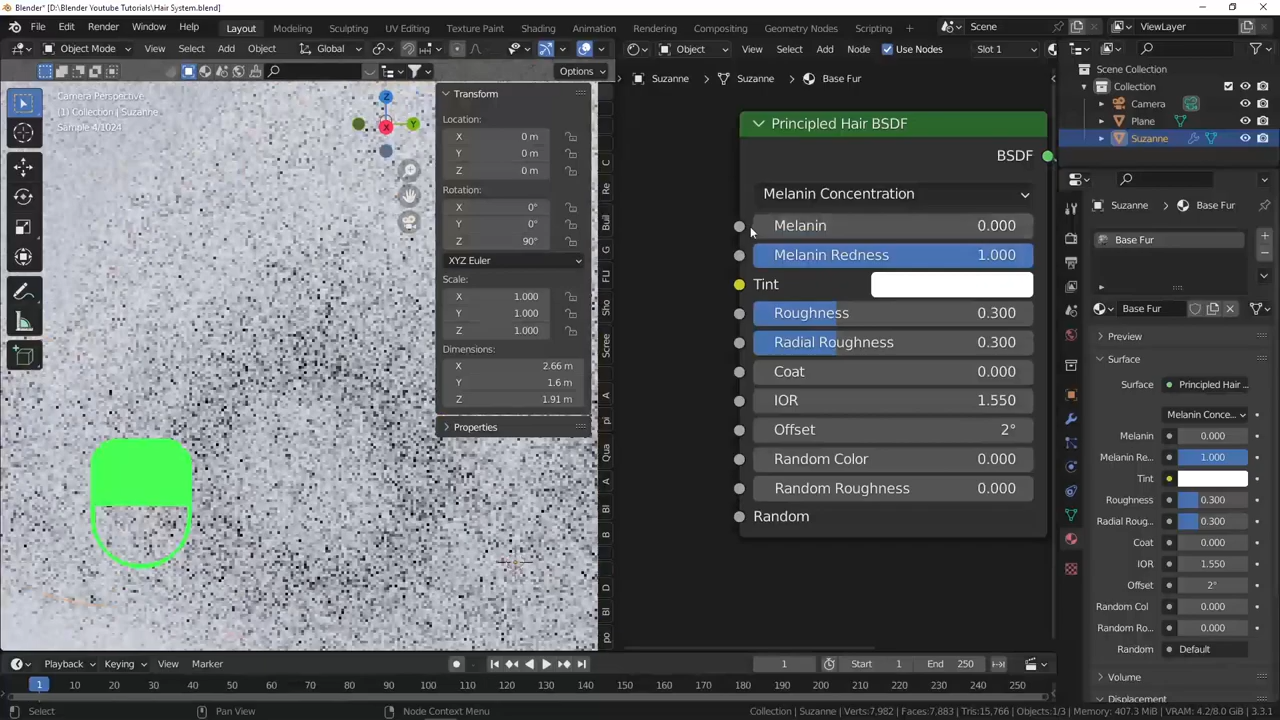 Blender* [D:\Blender Youtube Tutorials\Hair System.blend]
File Edit Render Window Help Layout Modeling Sculpting UV Editing Texture Paint Shading Animation Rendering Compositing Geometry Nodes Scripting + Scene ViewLayer
Object Mode View Select Add Object Global
Object View Select Add Node Use Nodes Slot 1
Options
Camera Perspective
(1) Collection | Suzanne
Sample 4/1024
Z
Y
X
Transform
Location:
X 0 m
Y 0 m
Z 0 m
Rotation:
X 0°
Y 0°
Z 90°
XYZ Euler
Scale:
X 1.000
Y 1.000
Z 1.000
Dimensions:
X 2.66 m
Y 1.6 m
Z 1.91 m
Properties
C
Re
Buil
G
FLI
Sho
Scree
A
pi
Qua
A
Bl
B
D
Bl
po
Suzanne Suzanne Base Fur
Principled Hair BSDF
BSDF
Melanin Concentration
Melanin 0.000
Melanin Redness 1.000
Tint
Roughness 0.300
Radial Roughness 0.300
Coat 0.000
IOR 1.550
Offset 2°
Random Color 0.000
Random Roughness 0.000
Random
Scene Collection
Collection
Camera
Plane
Suzanne
Suzanne Base Fur
Base Fur
Base Fur
Preview
Surface
Surface Principled Hair ...
Melanin Conce...
Melanin 0.000
Melanin Re... 1.000
Tint
Roughness 0.300
Radial Roug... 0.300
Coat 0.000
IOR 1.550
Offset 2°
Random Col 0.000
Random Ro... 0.000
Random Default
Volume
Displacement
Playback Keying View Marker 1 Start 1 End 250
1 10 20 30 40 50 60 70 80 90 100 110 120 130 140 150 160 170 180 190 200 210 220 230 240 250
Select Pan View Node Context Menu Collection | Suzanne | Verts:7,982 | Faces:7,883 | Tris:15,766 | Objects:1/3 | Memory: 407.3 MiB | VRAM: 4.2/8.0 GiB | 3.3.1